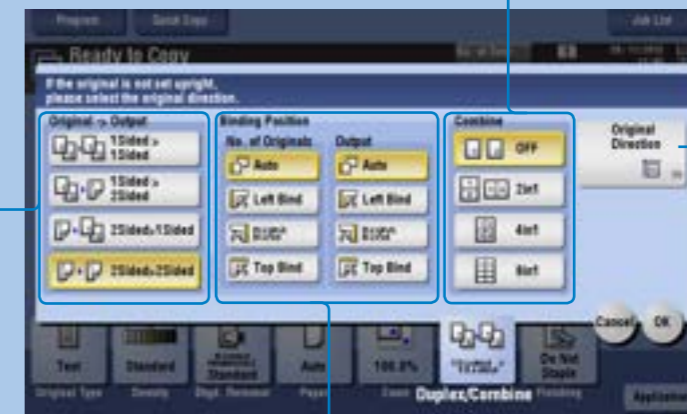 Program
Quick Copy
Job List
Ready to Copy
If the original is not set upright,
please select the original direction.
Original > Output
1Sided >
1Sided
1Sided >
2Sided
2Sided>1Sided
2Sided>2Sided
Binding Position
No. of Originals
Output
Auto
Auto
Left Bind
Left Bind
Top Bind
Top Bind
Combine
OFF
2in1
4in1
8in1
Original
Direction
Cancel
OK
Text
Standard
Standard
Auto
100.0%
Do Not
Staple
Original Type
Density
Paper
Zoom
Duplex/Combine
Finishing
Application